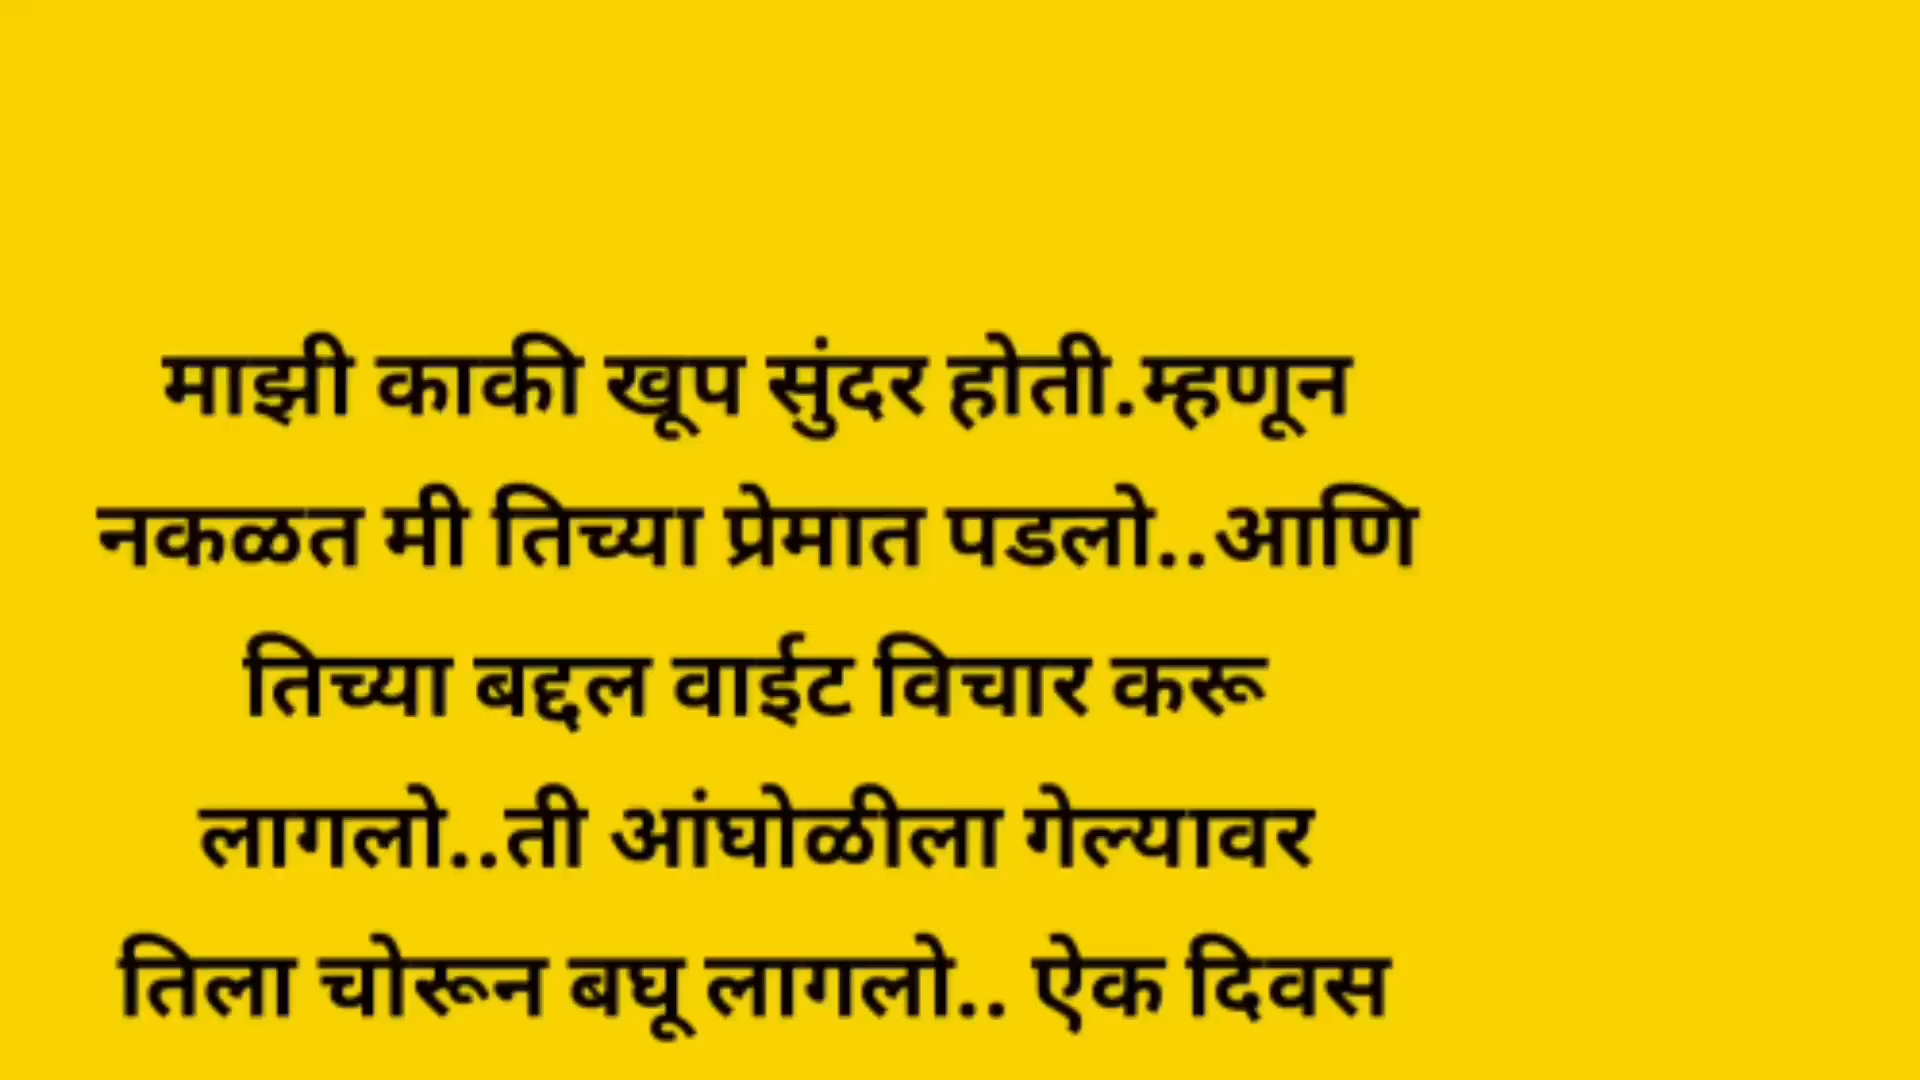 माझी काकी खूप सुंदर होती.म्हणून
नकळत मी तिच्या प्रेमात पडलो..आणि
तिच्या बद्दल वाईट विचार करू
लागलो..ती आंघोळीला गेल्यावर
तिला चोरून बघू लागलो.. ऐक दिवस